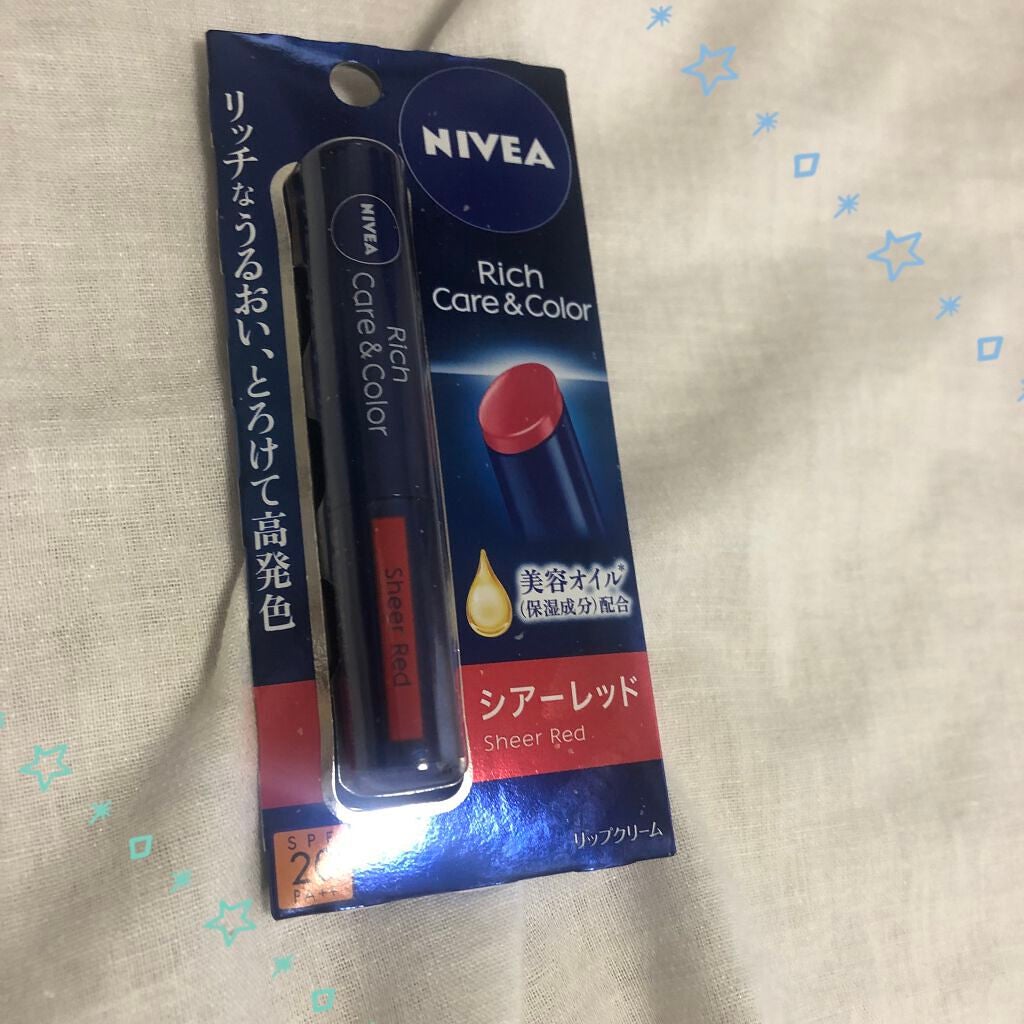 リッチなうるおい、とろけて高発色
NIVEA
Rich
Care & Color
NIVEA
Rich
Care & Color
Sheer Red
美容オイル*
(保湿成分)配合
シアーレッド
Sheer Red
リップクリーム
SPF
PA++